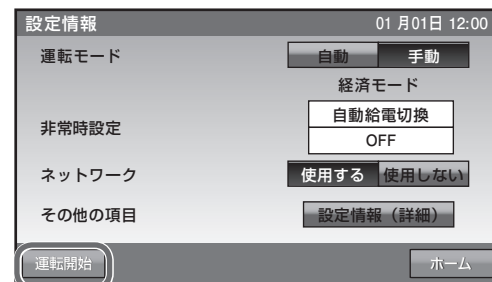 設定情報 01月01日 12:00
運転モード 自動 手動
経済モード
非常時設定 自動給電切換
OFF
ネットワーク 使用する 使用しない
その他の項目 設定情報（詳細）
運転開始 ホーム